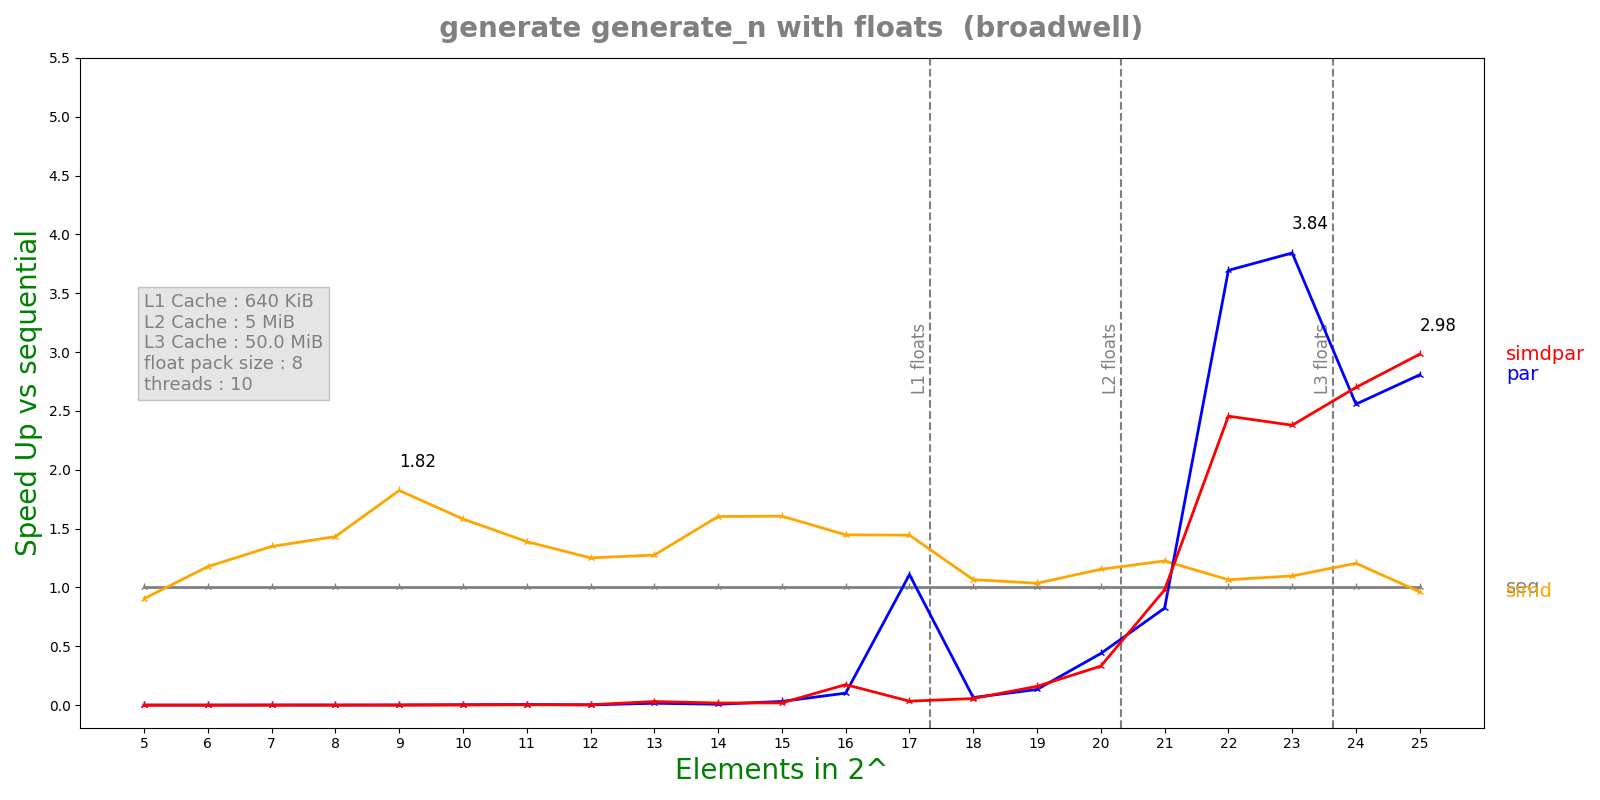 generate generate_n with floats (broadwell)
5.5
5.0
4.5
4.0
3.5
3.0
2.5
2.0
1.5
1.0
0.5
0.0
Speed Up vs sequential
L1 Cache : 640 KiB
L2 Cache : 5 MiB
L3 Cache : 50.0 MiB
float pack size : 8
threads : 10
1.82
3.84
2.98
L1 floats
L2 floats
L3 floats
simdpar
par
seq
simd
5 6 7 8 9 10 11 12 13 14 15 16 17 18 19 20 21 22 23 24 25
Elements in 2^